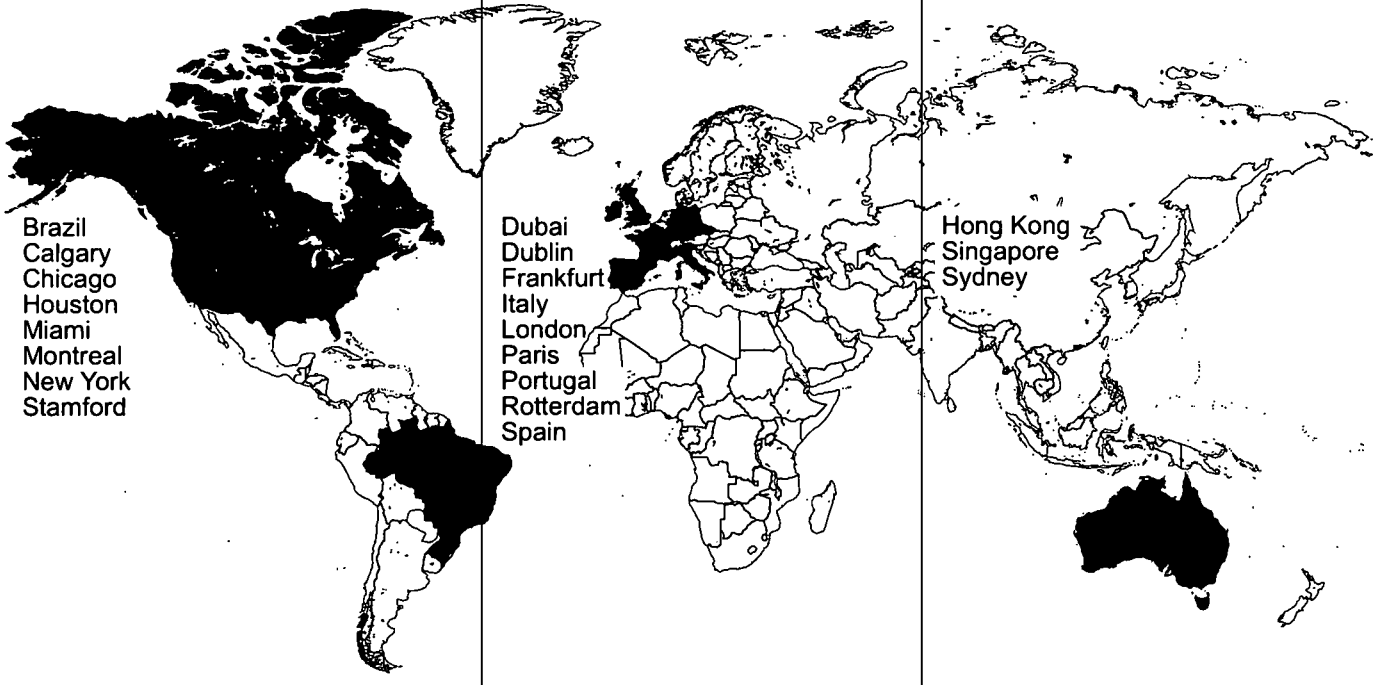 Brazil
Calgary
Chicago
Houston
Miami
Montreal
New York
Stamford
Dubai
Dublin
Frankfurt
Italy
London
Paris
Portugal
Rotterdam
Spain
Hong Kong
Singapore
Sydney